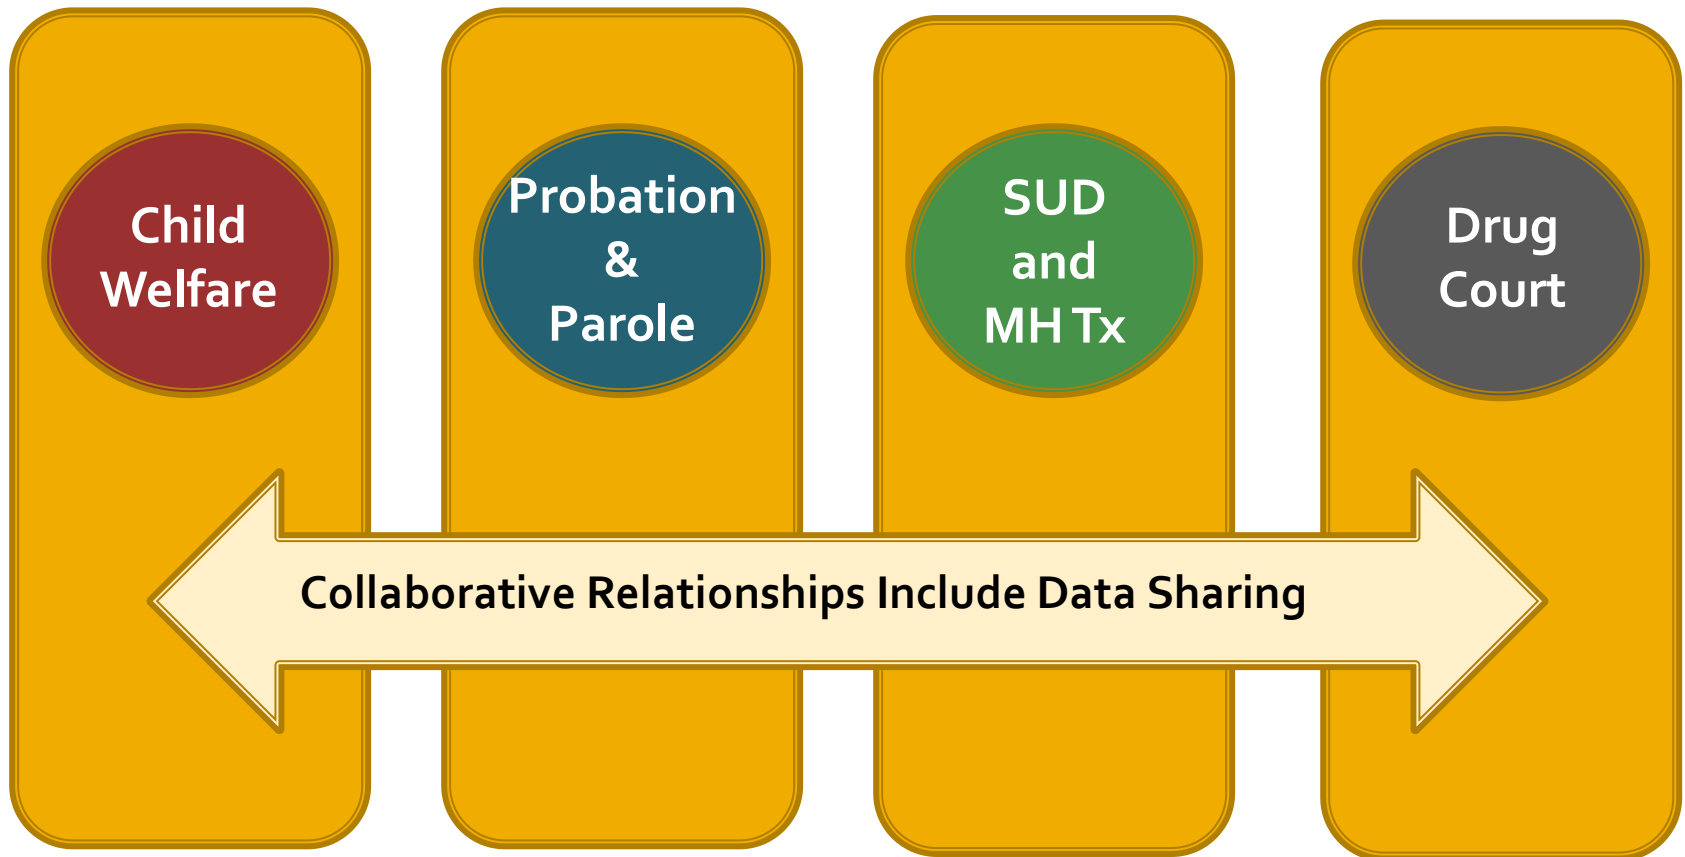 Child
Welfare
Probation
&
Parole
SUD
and
MH Tx
Drug
Court
Collaborative Relationships Include Data Sharing